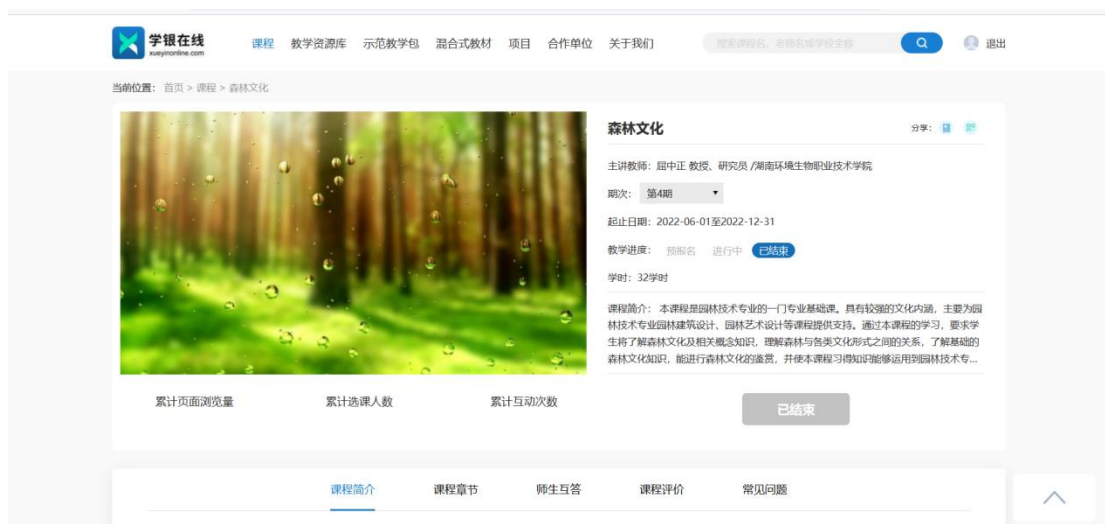 学银在线
xueyinonline.com
课程 教学资源库 示范教学包 混合式教材 项目 合作单位 关于我们 搜索课程名、老师名或学校名称 退出
当前位置： 首页 > 课程 > 森林文化
森林文化
分享：
主讲教师：屈中正 教授、研究员 /湖南环境生物职业技术学院
期次： 第4期
起止日期：2022-06-01至2022-12-31
教学进度： 预报名 进行中 已结束
学时：32学时
课程简介： 本课程是园林技术专业的一门专业基础课。具有较强的文化内涵，主要为园
林技术专业园林建筑设计、园林艺术设计等课程提供支持。通过本课程的学习，要求学
生将了解森林文化及相关概念知识，理解森林与各类文化形式之间的关系，了解基础的
森林文化知识，能进行森林文化的鉴赏，并使本课程习得知识能够运用到园林技术专...
累计页面浏览量 累计选课人数 累计互动次数
已结束
课程简介 课程章节 师生互答 课程评价 常见问题